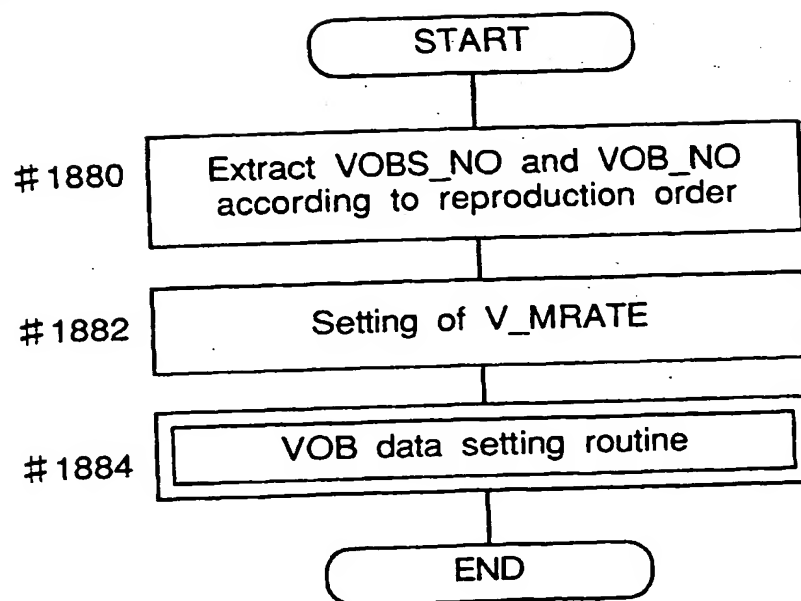 START
#1880
Extract VOBS_NO and VOB_NO
according to reproduction order
#1882
Setting of V_MRATE
#1884
VOB data setting routine
END